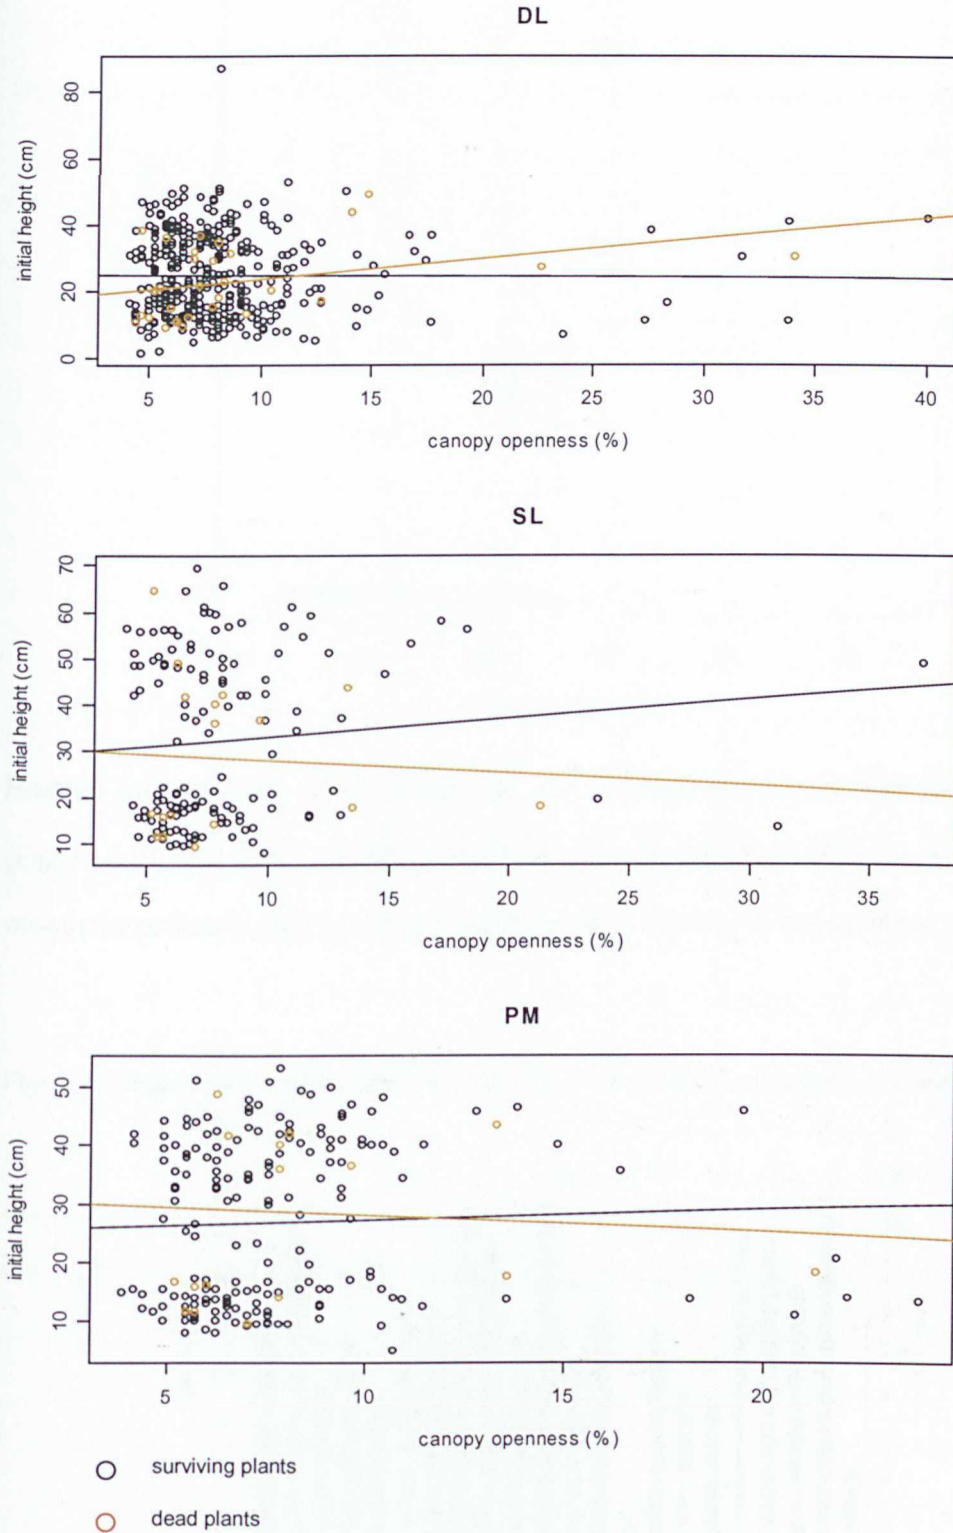 DL
initial height (cm)
80
60
40
20
0
5 10 15 20 25 30 35 40
canopy openness (%)
SL
initial height (cm)
70
60
50
40
30
20
10
5 10 15 20 25 30 35
canopy openness (%)
PM
initial height (cm)
50
40
30
20
10
5 10 15 20
canopy openness (%)
surviving plants
dead plants